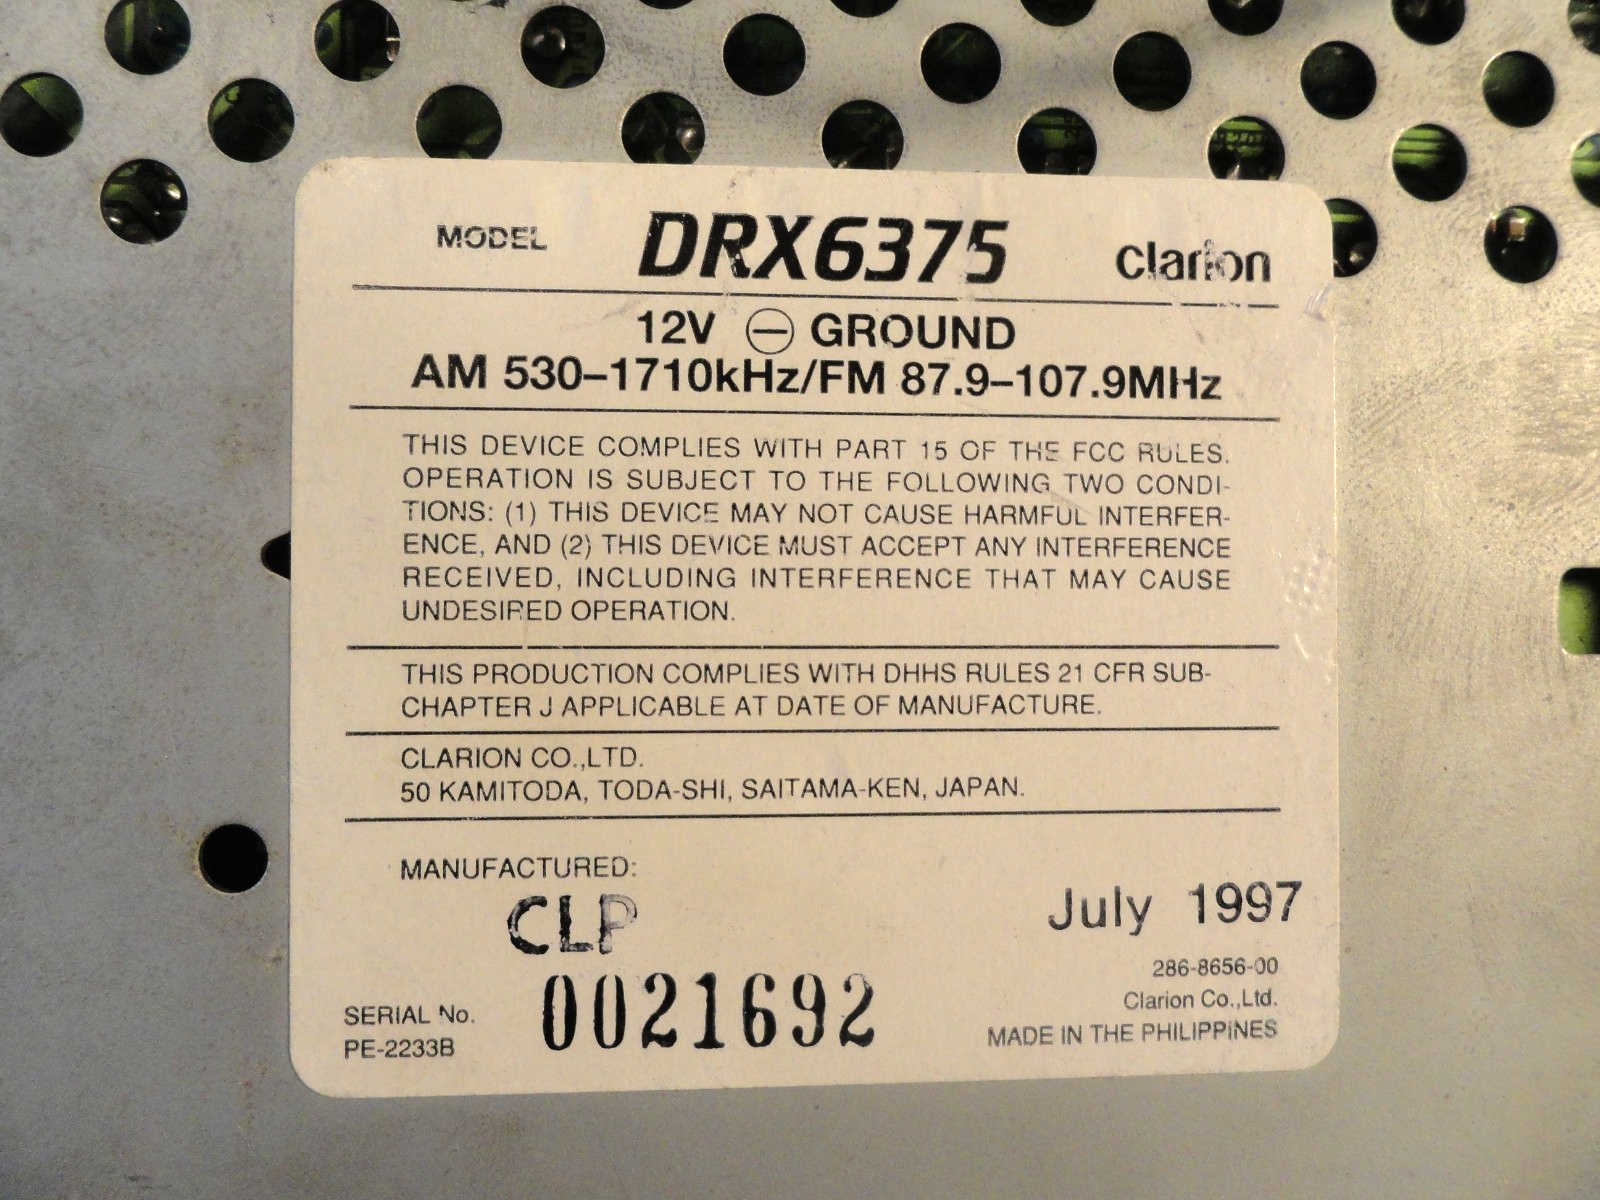 MODEL DRX6375 clarion
12V ⊖ GROUND
AM 530–1710kHz/FM 87.9–107.9MHz
THIS DEVICE COMPLIES WITH PART 15 OF THE FCC RULES.
OPERATION IS SUBJECT TO THE FOLLOWING TWO CONDI-
TIONS: (1) THIS DEVICE MAY NOT CAUSE HARMFUL INTERFER-
ENCE, AND (2) THIS DEVICE MUST ACCEPT ANY INTERFERENCE
RECEIVED, INCLUDING INTERFERENCE THAT MAY CAUSE
UNDESIRED OPERATION.
THIS PRODUCTION COMPLIES WITH DHHS RULES 21 CFR SUB-
CHAPTER J APPLICABLE AT DATE OF MANUFACTURE.
CLARION CO.,LTD.
50 KAMITODA, TODA-SHI, SAITAMA-KEN, JAPAN.
MANUFACTURED:
CLP
July 1997
286-8656-00
Clarion Co.,Ltd.
MADE IN THE PHILIPPINES
SERIAL No. 0021692
PE-2233B